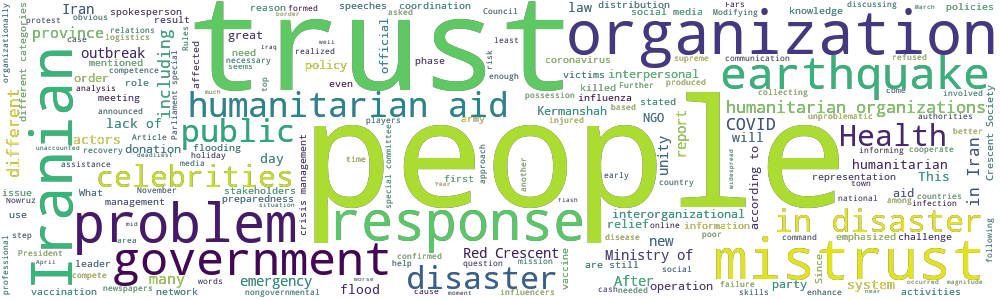 organizationally
different categories
protest
obvious
Iran
spokesperson
province
case
relations
logistics
result
outbreak
mentioned
competence
order
role
analysis
meeting
announced
lack of
actors
Article
recovery
deadliest
donation
unaccounted
assistance
holiday
media
including
Parliament special
Rules
reason
formed
border
great
necessary
affected
need
seems
much
Iraq
top
policy
even
speeches
asked
well
realized
coordination
Council
official
phase
risk
least
enough
coronavirus
trust
social media
law
distribution
Fars
Modifying
knowledge
discussing
March
policies
organization
supreme
communication
refused
earthquake
victims
interpersonal
killed
Further
produced
possession
influenza
Kermanshah
injured
based
stated
NGO
collecting
come
involved
humanitarian organizations
unproblematic
authorities
COVID
will
informing
cooperate
better
Health
humanitarian
representation
This
town
national
among
countries
infection
aid
in Iran
Crescent Society
Iranian
different
humanitarian aid
public
flooding
day
celebrities
stakeholders
preparedness
situation
November
What
management
issue
Nowruz
use
step
President
April
professional
leader
compete
vaccination
newspapers
network
area
mid
problem
government
many
words
emergency
nongovernmental
flood
crisis management
players
army
time
first
Year
special committee
approach
another
early
country
flash
people
response
Red Crescent
confirmed
help
question
mission
disaster
cause
moment
influencers
worse
vaccine
unity
report
according to
widespread
interorganizational
relief
online
information
disease
poor
new
Ministry of
are still
After
social
cash
needed
in disaster
command
emphasized
challenge
party
Since
system
failure
skills
enhance
even
occurred
magnitude
activities
following
mistrust